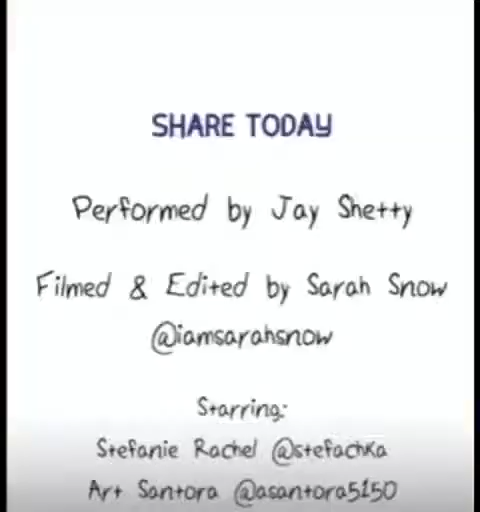 SHARE TODAY
Performed by Jay Shetty
Filmed & Edited by Sarah Snow
@iamsarahsnow
Starring:
Stefanie Rachel @stefachka
Art Santora @asantora5150